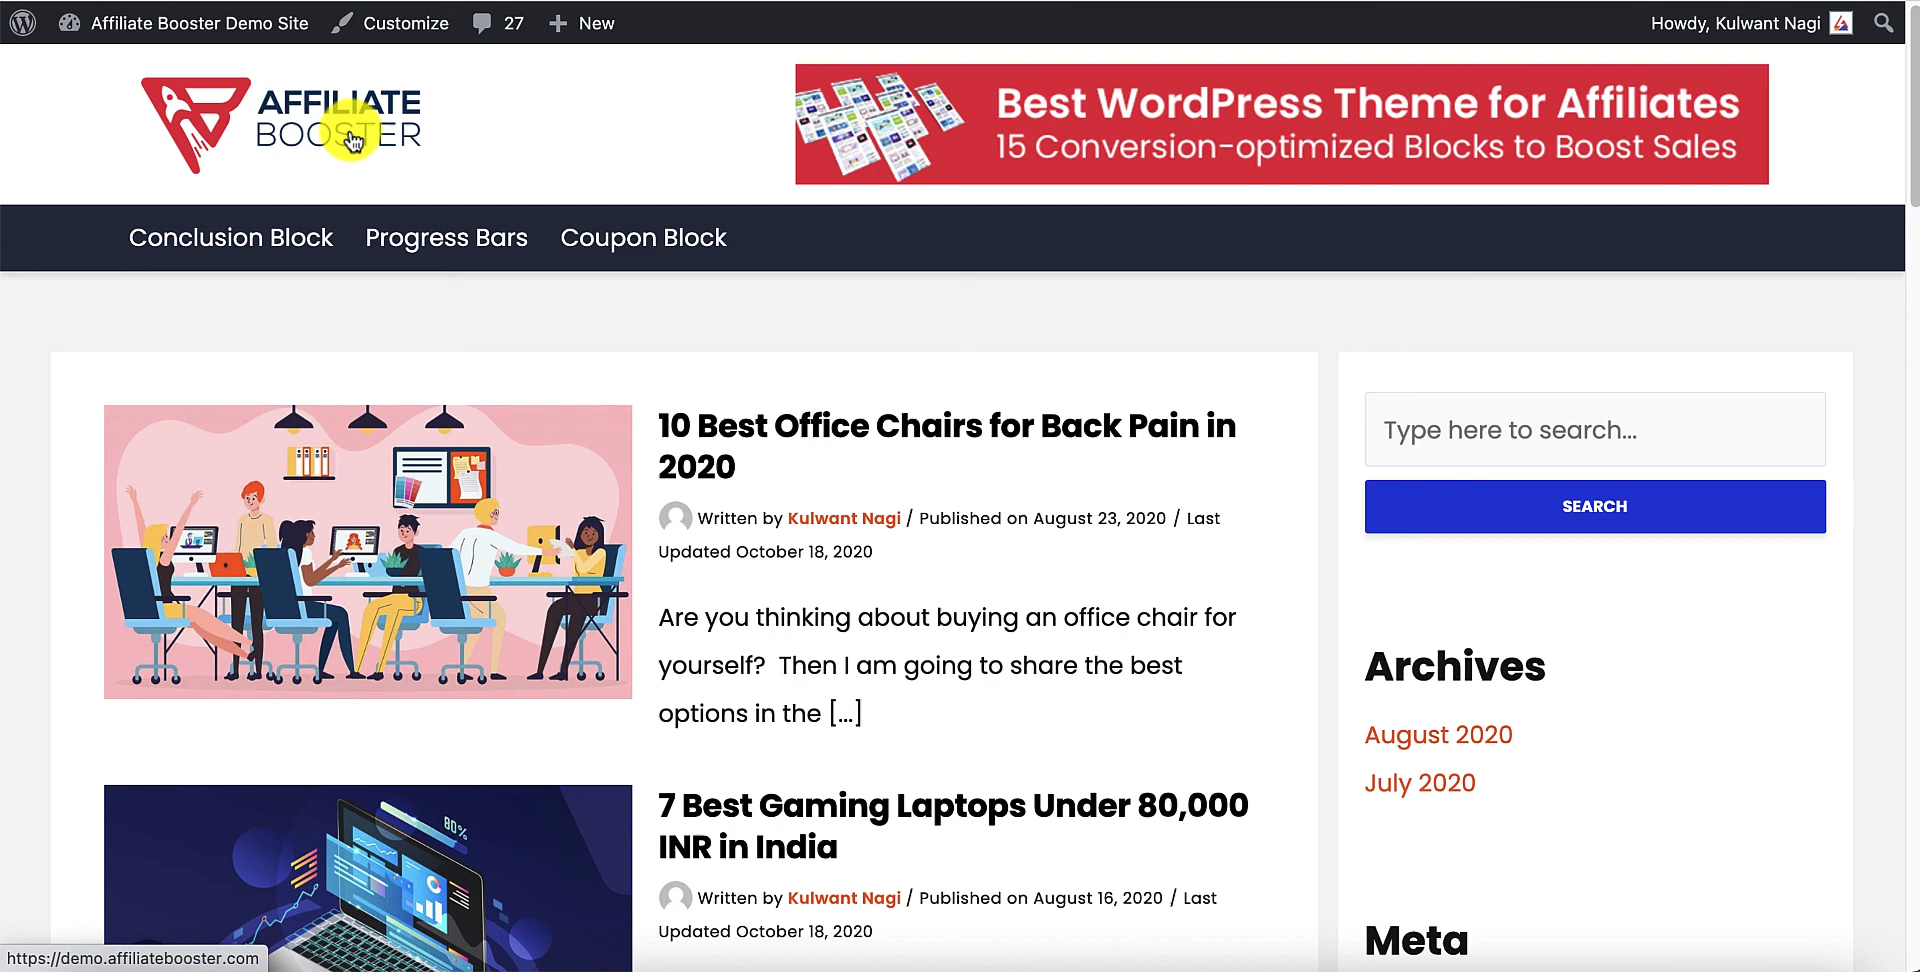 Affiliate Booster Demo Site Customize 27 New Howdy, Kulwant Nagi
AFFILIATE
BOOSTER
Best WordPress Theme for Affiliates
15 Conversion-optimized Blocks to Boost Sales
Conclusion Block Progress Bars Coupon Block
10 Best Office Chairs for Back Pain in
2020
Written by Kulwant Nagi / Published on August 23, 2020 / Last
Updated October 18, 2020
Are you thinking about buying an office chair for
yourself? Then I am going to share the best
options in the [...]
Type here to search...
SEARCH
Archives
August 2020
July 2020
80%
7 Best Gaming Laptops Under 80,000
INR in India
Written by Kulwant Nagi / Published on August 16, 2020 / Last
Updated October 18, 2020
Meta
https://demo.affiliatebooster.com